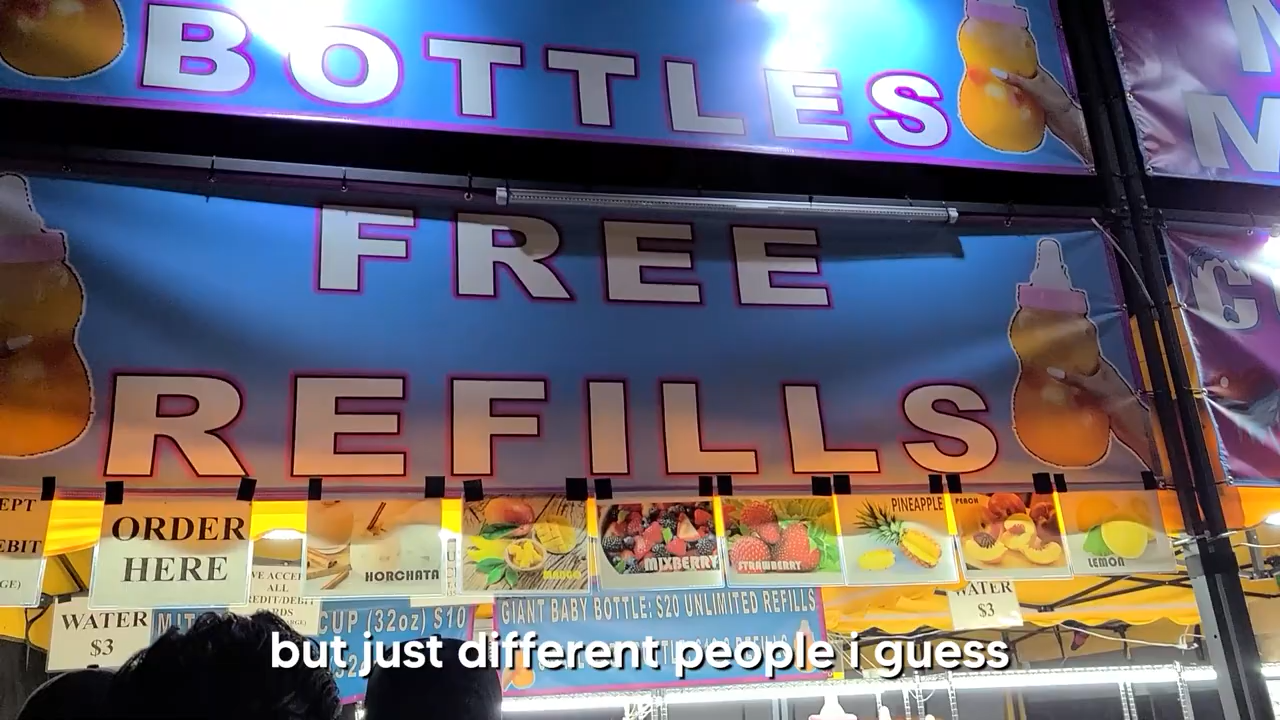 BOTTLES
FREE
REFILLS
ORDER
HERE
HORCHATA
MANGO
MIXBERRY
STRAWBERRY
PINEAPPLE
PEACH
LEMON
WATER
$3
CUP (32oz) $10
GIANT BABY BOTTLE: $20 UNLIMITED REFILLS
WATER
$3
but just different people i guess